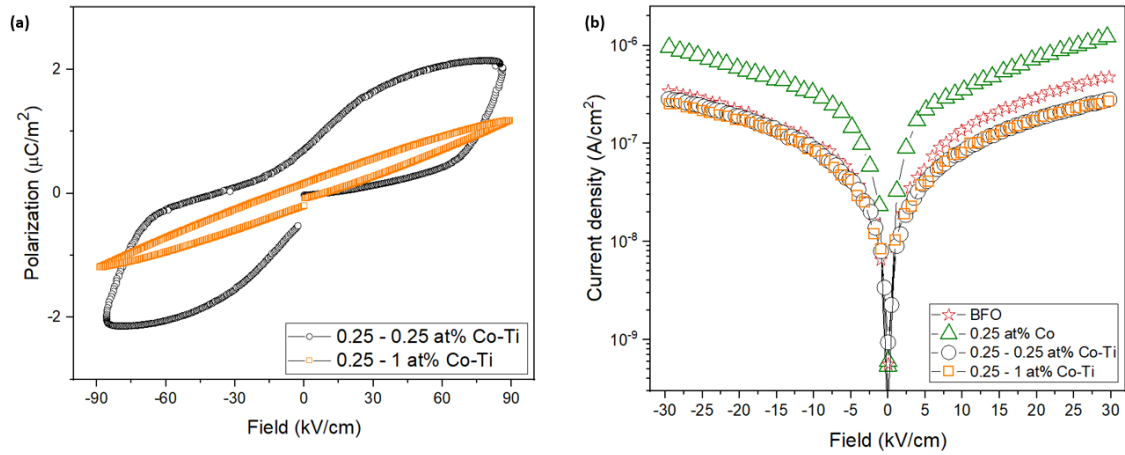 (a)
Polarization (μC/cm²)
2
0
-2
-90 -60 -30 0 30 60 90
Field (kV/cm)
0.25 - 0.25 at% Co-Ti
0.25 - 1 at% Co-Ti
(b)
Current density (A/cm²)
10⁻⁶
10⁻⁷
10⁻⁸
10⁻⁹
-30 -25 -20 -15 -10 -5 0 5 10 15 20 25 30
Field (kV/cm)
BFO
0.25 at% Co
0.25 - 0.25 at% Co-Ti
0.25 - 1 at% Co-Ti